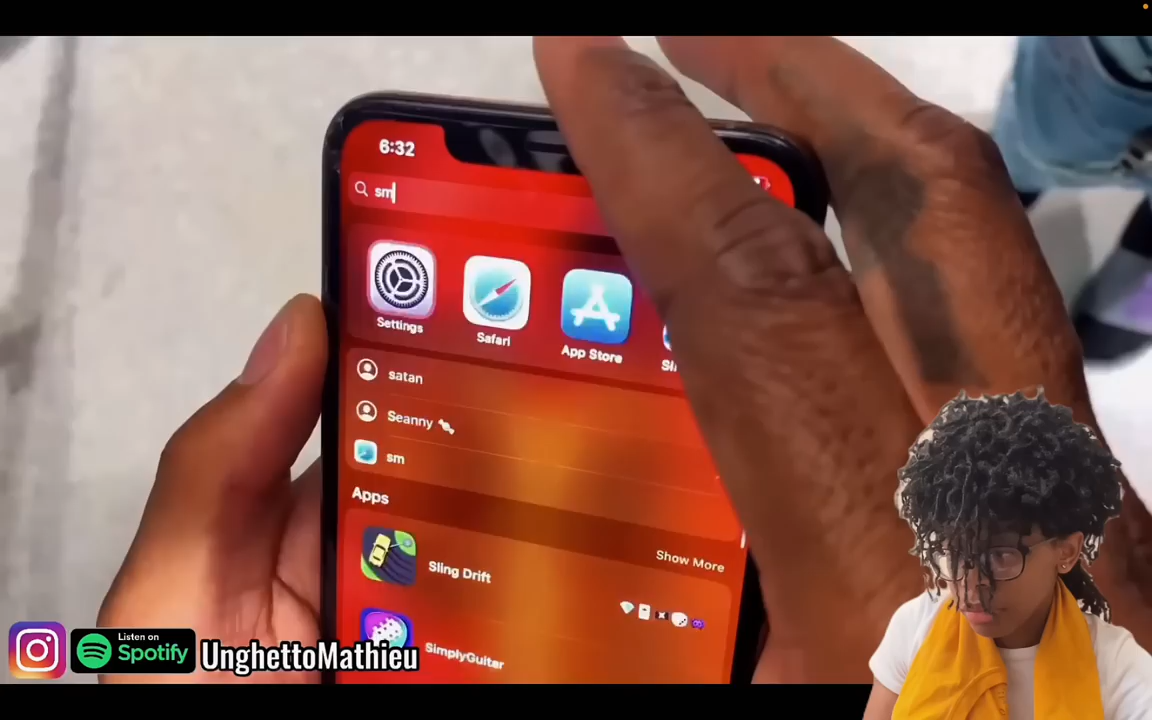 6:32
sm
Settings
Safari
App Store
satan
Seanny
sm
Apps
Show More
Sling Drift
SimplyGuitar
Listen on
Spotify
UnghettoMathieu